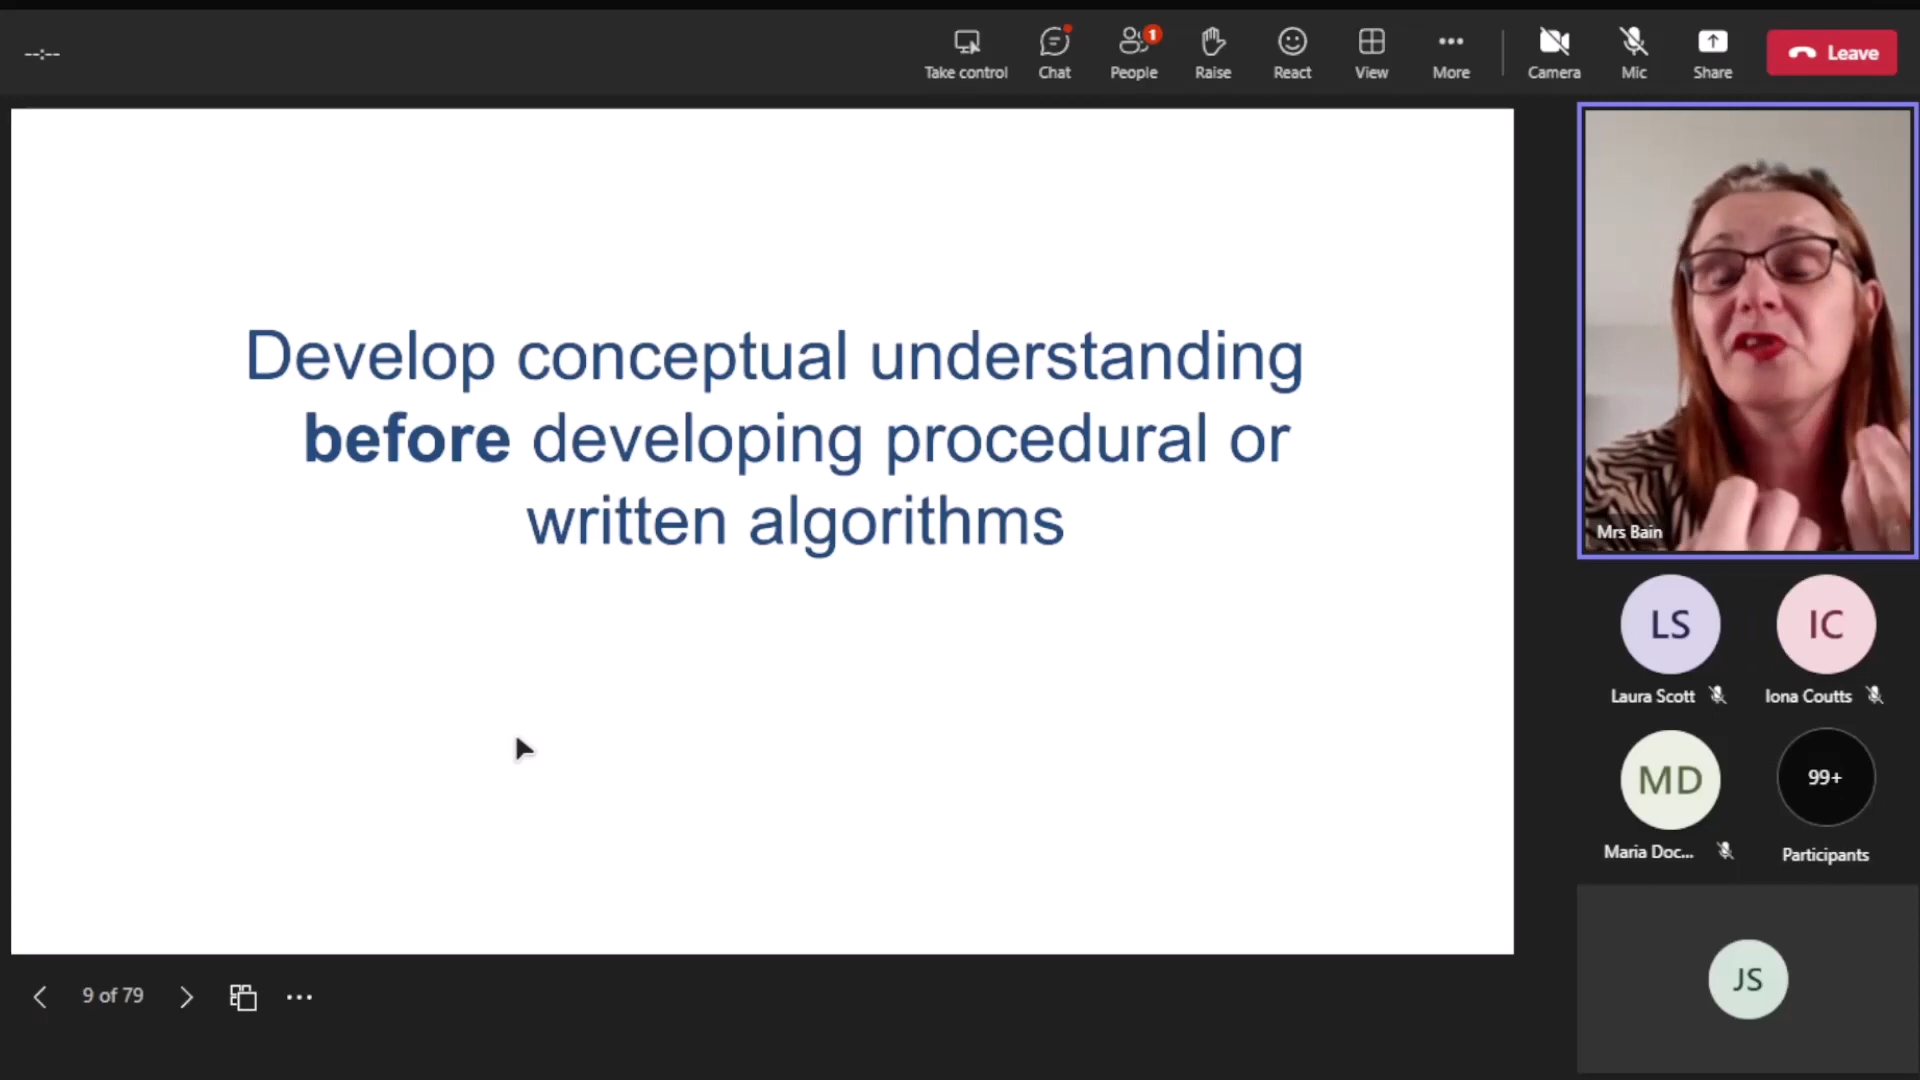 --:--
Take control
Chat
1
People
Raise
React
View
More
Camera
Mic
Share
Leave
Develop conceptual understanding
before developing procedural or
written algorithms
Mrs Bain
LS
IC
Laura Scott
Iona Coutts
MD
99+
Maria Doc...
Participants
JS
9 of 79